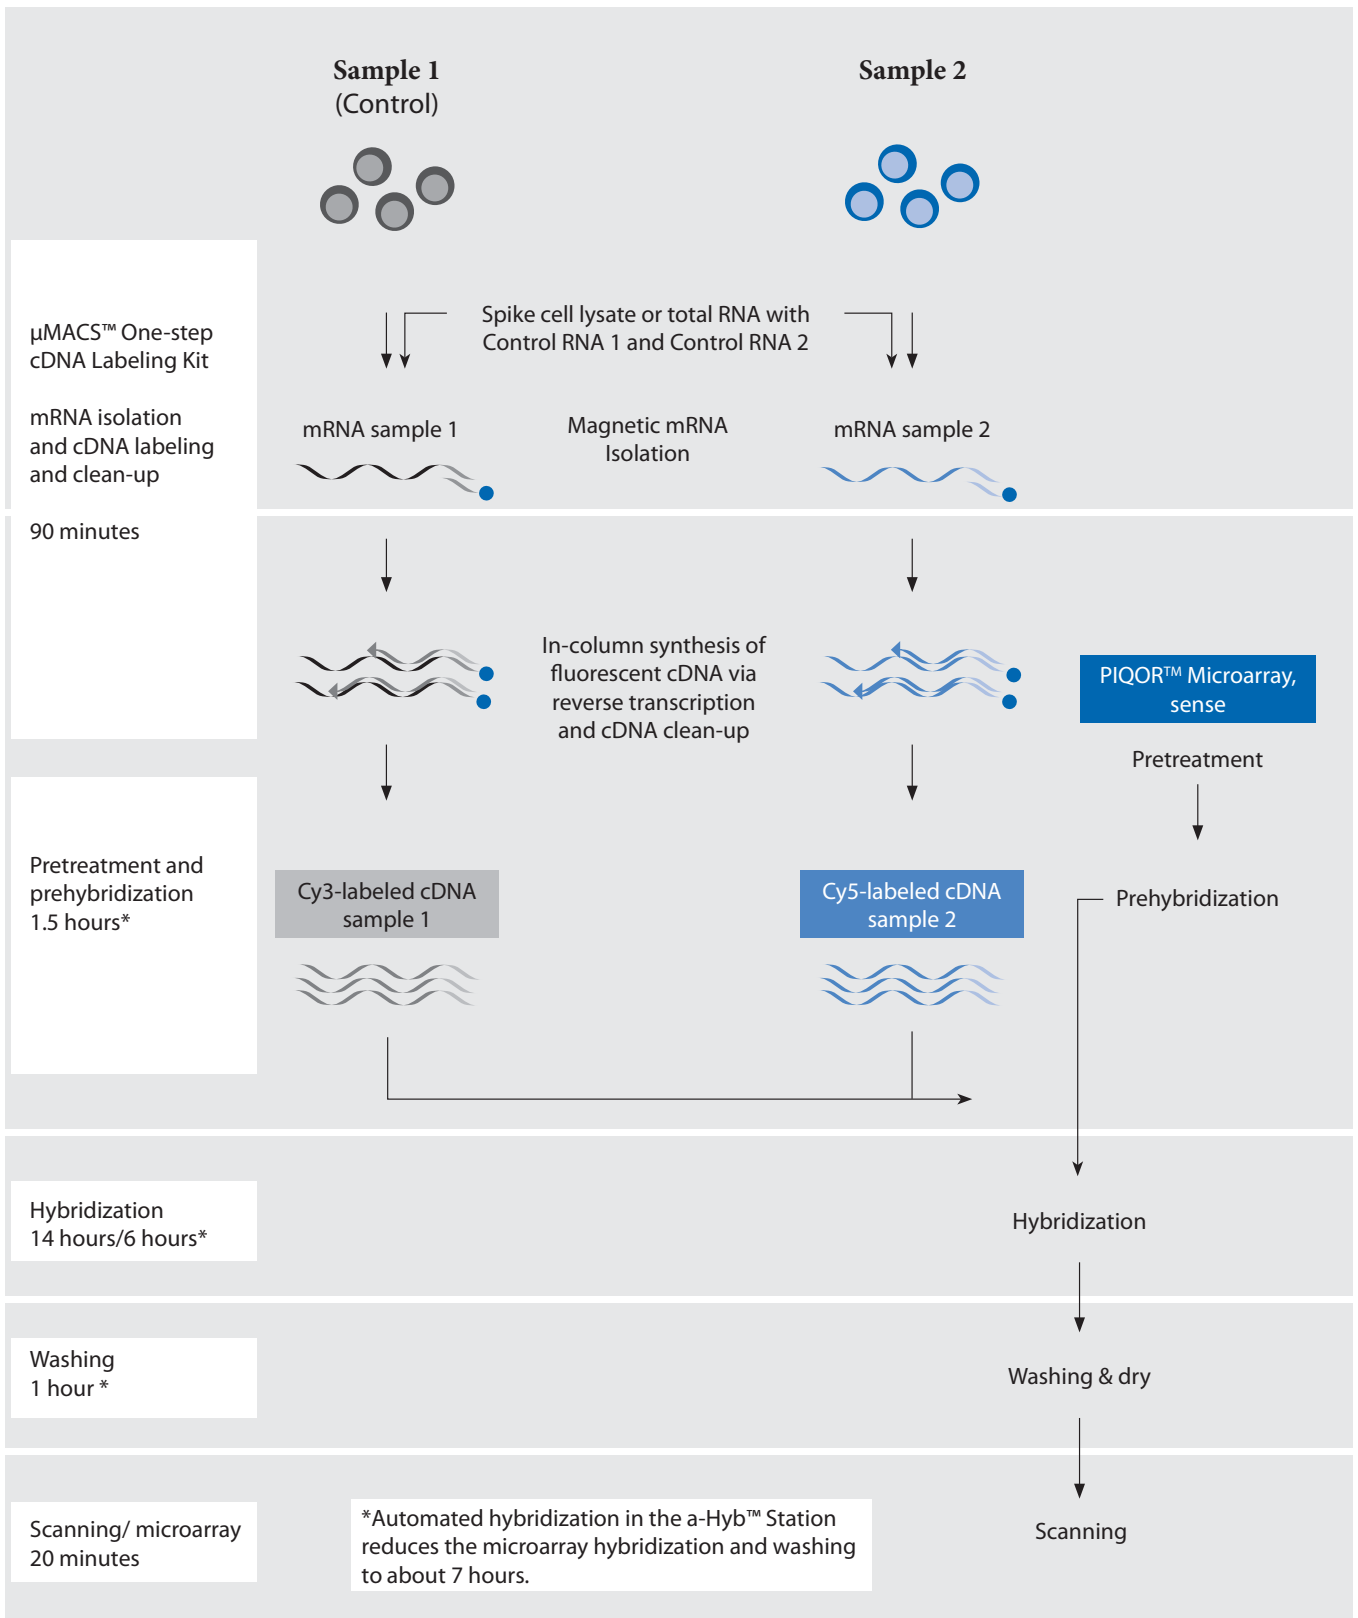 Sample 1
(Control)
Sample 2
µMACS™ One-step
cDNA Labeling Kit
mRNA isolation
and cDNA labeling
and clean-up
90 minutes
Spike cell lysate or total RNA with
Control RNA 1 and Control RNA 2
mRNA sample 1
Magnetic mRNA
Isolation
mRNA sample 2
In-column synthesis of
fluorescent cDNA via
reverse transcription
and cDNA clean-up
PIQOR™ Microarray,
sense
Pretreatment
Pretreatment and
prehybridization
1.5 hours*
Cy3-labeled cDNA
sample 1
Cy5-labeled cDNA
sample 2
Prehybridization
Hybridization
14 hours/6 hours*
Hybridization
Washing
1 hour *
Washing & dry
Scanning/ microarray
20 minutes
*Automated hybridization in the a-Hyb™ Station
reduces the microarray hybridization and washing
to about 7 hours.
Scanning